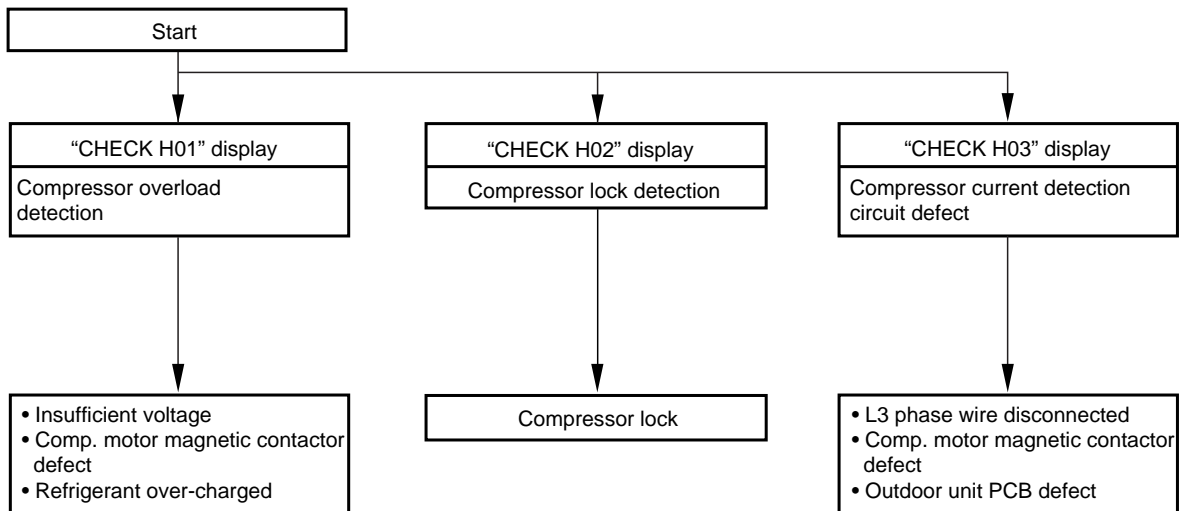 Start
“CHECK H01” display
Compressor overload
detection
“CHECK H02” display
Compressor lock detection
“CHECK H03” display
Compressor current detection
circuit defect
• Insufficient voltage
• Comp. motor magnetic contactor
defect
• Refrigerant over-charged
Compressor lock
• L3 phase wire disconnected
• Comp. motor magnetic contactor
defect
• Outdoor unit PCB defect